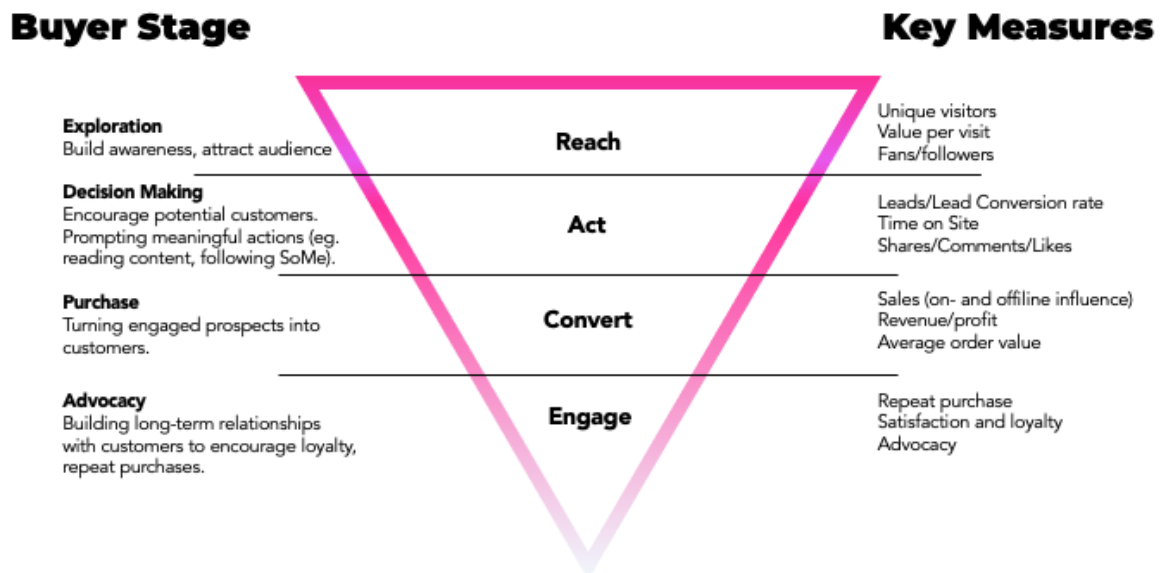 Buyer Stage
Key Measures
Exploration
Build awareness, attract audience
Reach
Unique visitors
Value per visit
Fans/followers
Decision Making
Encourage potential customers.
Prompting meaningful actions (eg.
reading content, following SoMe).
Act
Leads/Lead Conversion rate
Time on Site
Shares/Comments/Likes
Purchase
Turning engaged prospects into
customers.
Convert
Sales (on- and offiline influence)
Revenue/profit
Average order value
Advocacy
Building long-term relationships
with customers to encourage loyalty,
repeat purchases.
Engage
Repeat purchase
Satisfaction and loyalty
Advocacy